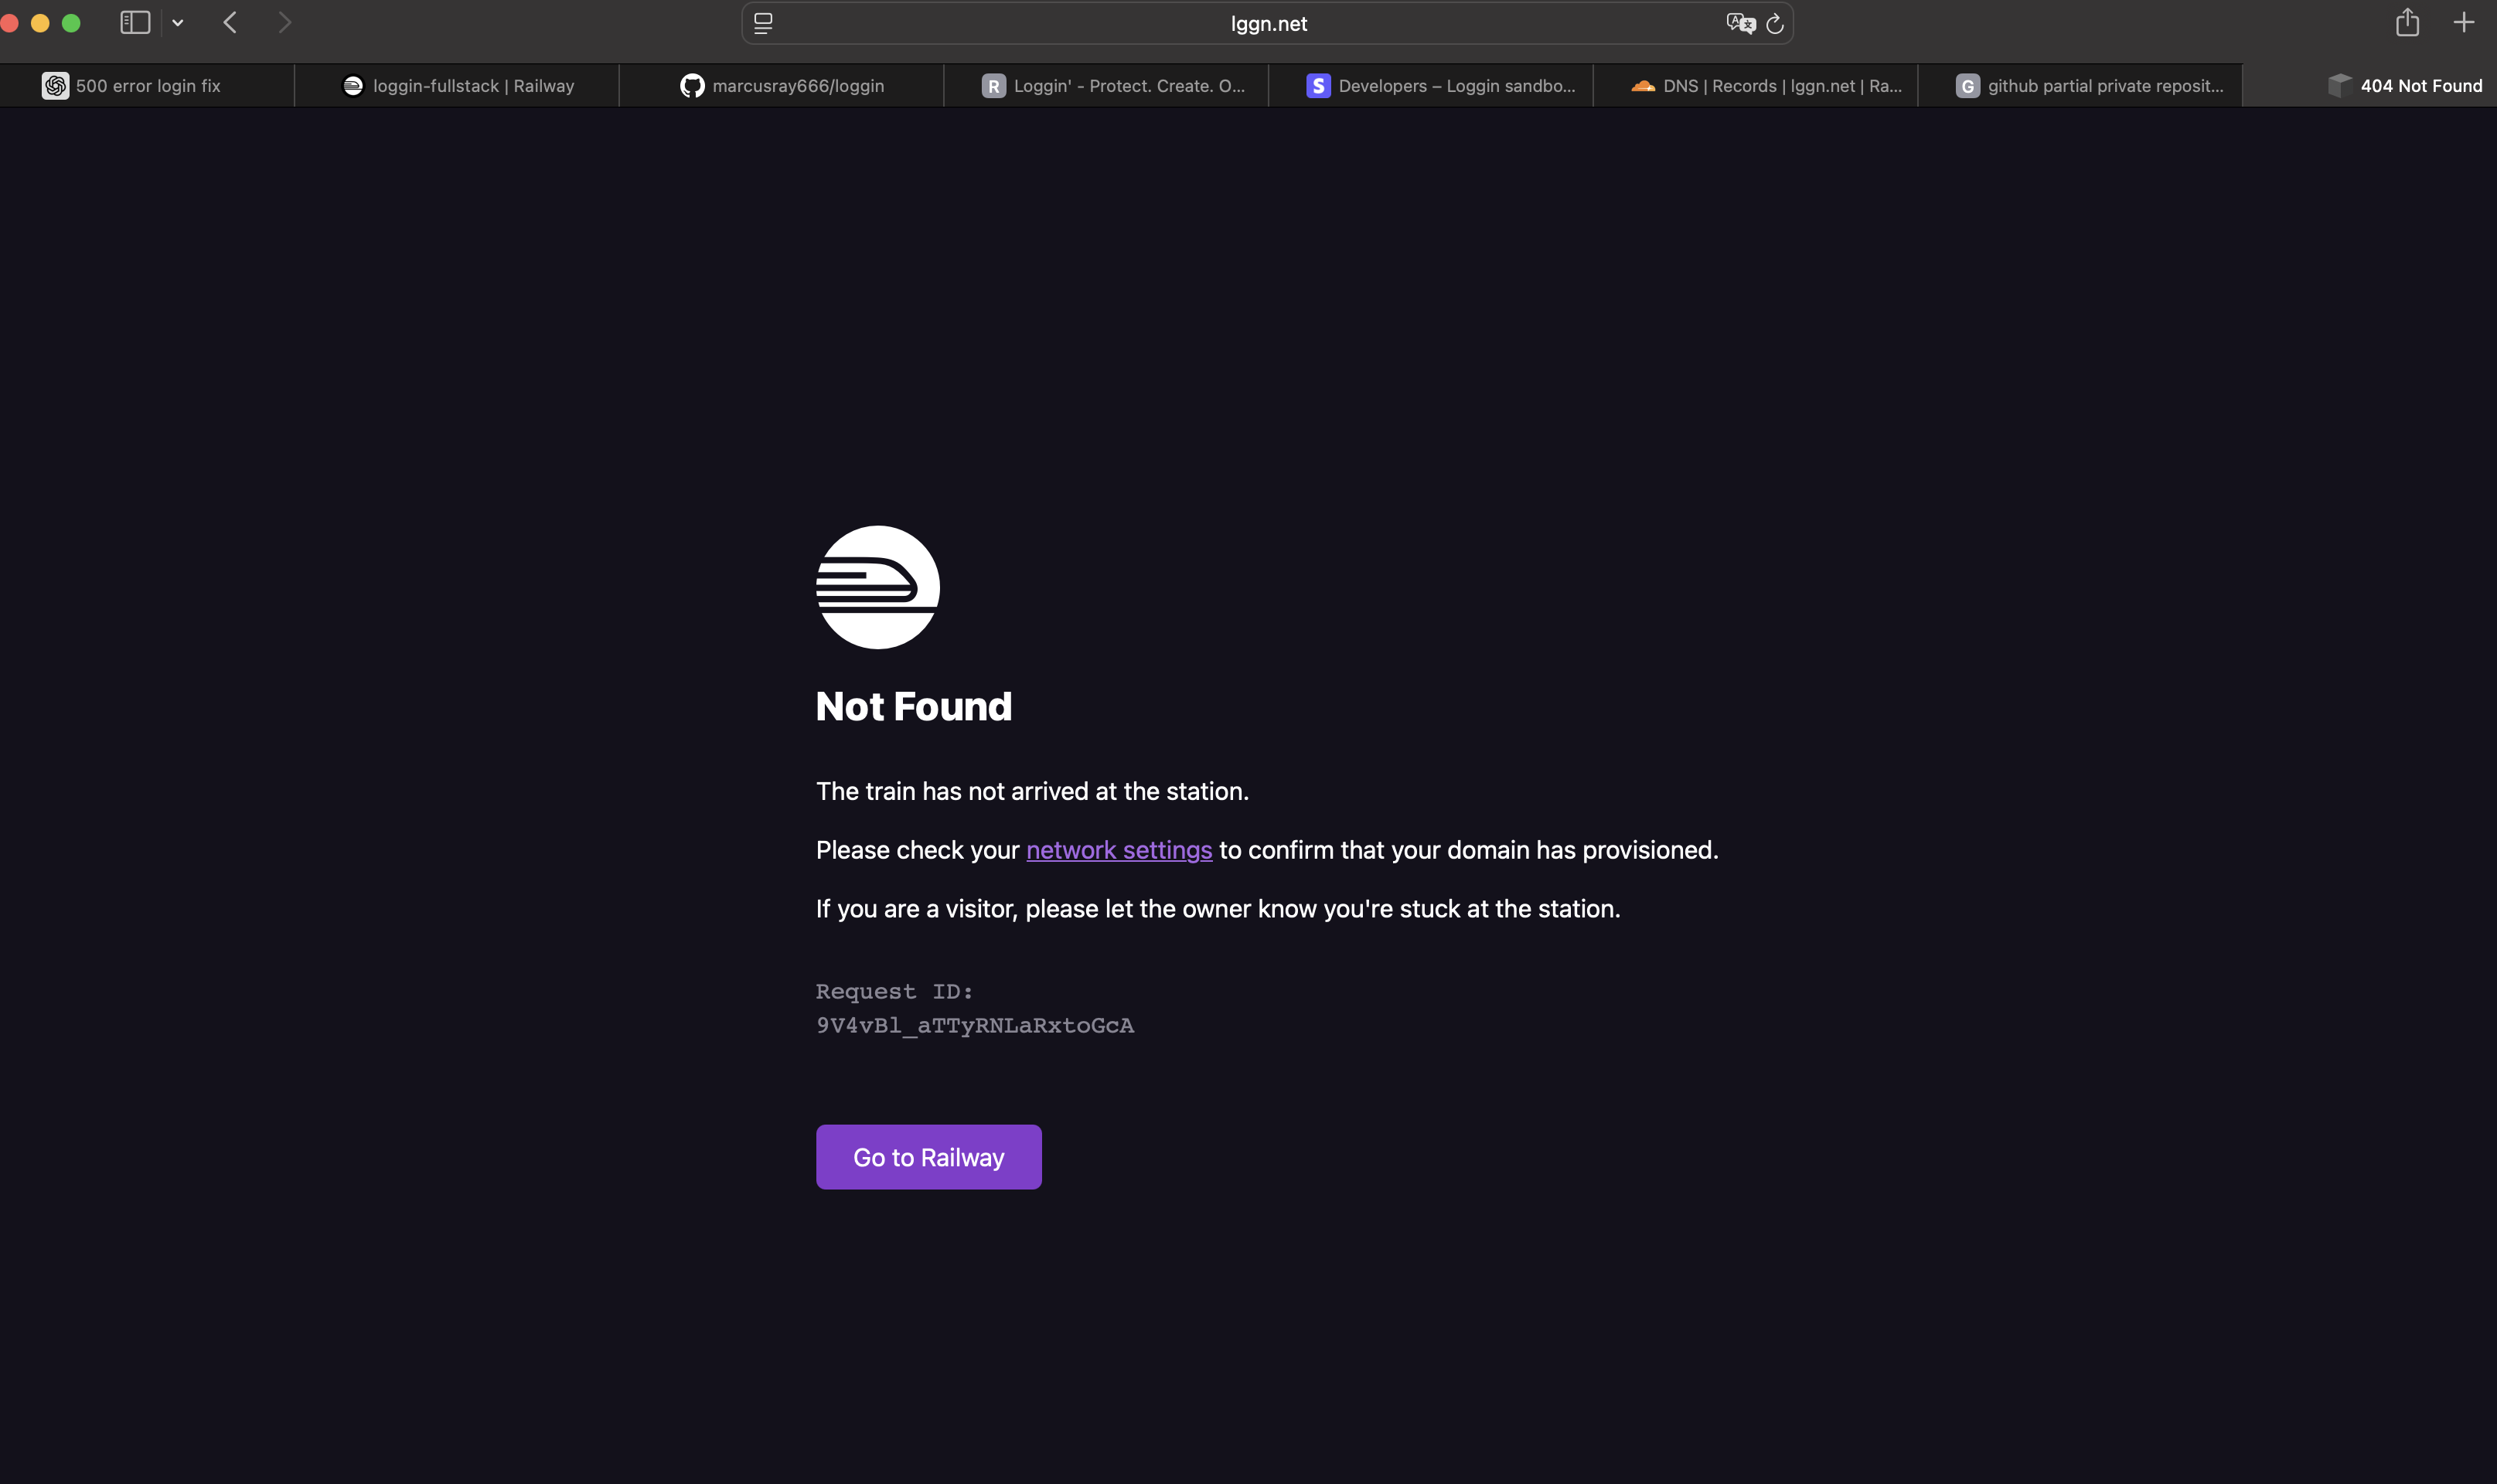 lggn.net
500 error login fix
loggin-fullstack | Railway
marcusray666/loggin
R Loggin' - Protect. Create. O...
S Developers – Loggin sandbo...
DNS | Records | lggn.net | Ra...
G github partial private reposit...
404 Not Found
Not Found
The train has not arrived at the station.
Please check your network settings to confirm that your domain has provisioned.
If you are a visitor, please let the owner know you're stuck at the station.
Request ID:
9V4vBl_aTTyRNLaRxtoGcA
Go to Railway